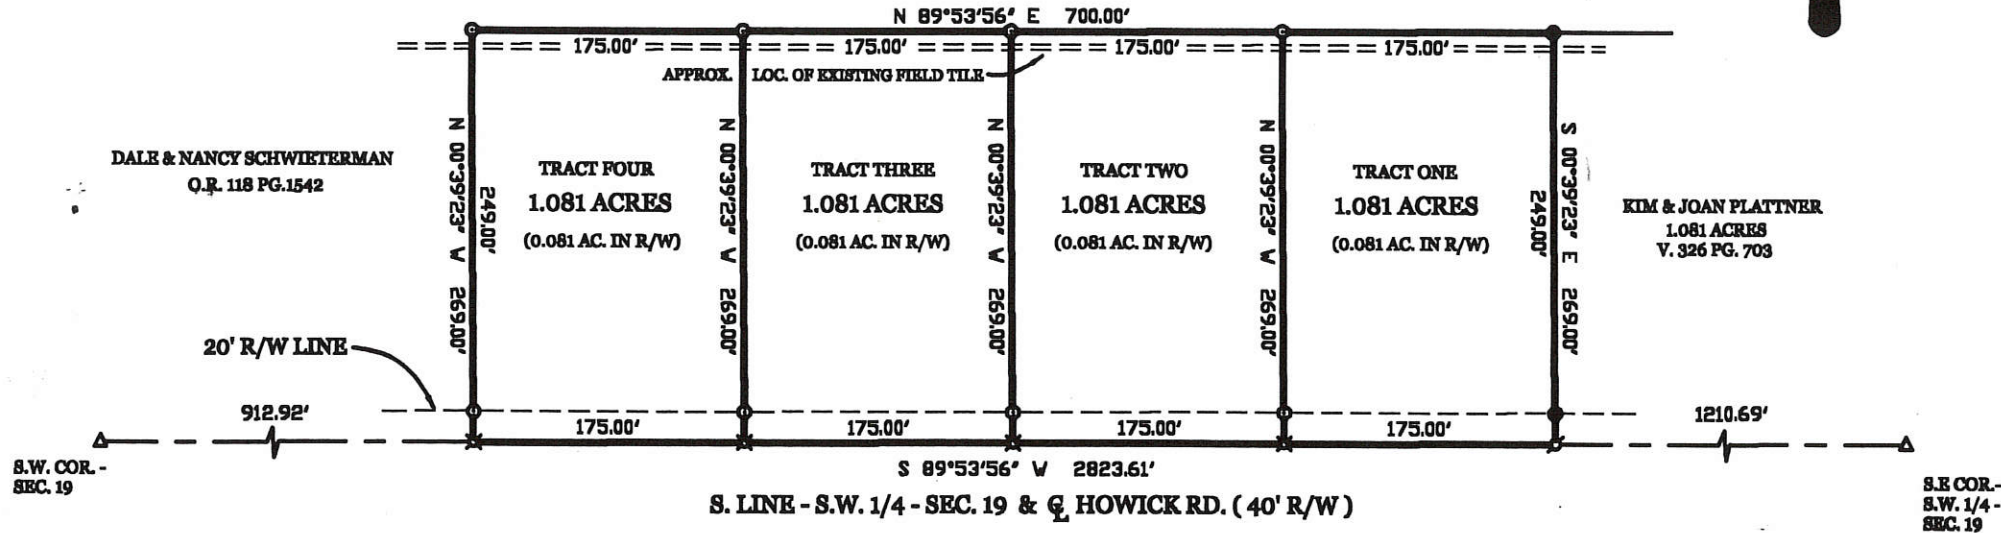 N 89°53'56" E 700.00'
175.00' 175.00' 175.00' 175.00'
APPROX. LOC. OF EXISTING FIELD TILE
DALE & NANCY SCHWIETERMAN
O.R. 118 PG.1542
N 00°39'23" W 269.00'
249.00'
TRACT FOUR
1.081 ACRES
(0.081 AC. IN R/W)
N 00°39'23" W 269.00'
TRACT THREE
1.081 ACRES
(0.081 AC. IN R/W)
N 00°39'23" W 269.00'
TRACT TWO
1.081 ACRES
(0.081 AC. IN R/W)
N 00°39'23" W 269.00'
TRACT ONE
1.081 ACRES
(0.081 AC. IN R/W)
249.00'
S 00°39'23" E 269.00'
KIM & JOAN PLATTNER
1.081 ACRES
V. 326 PG. 703
20' R/W LINE
912.92'
175.00' 175.00' 175.00' 175.00'
1210.69'
S.W. COR. -
SEC. 19
S 89°53'56" W 2823.61'
S. LINE - S.W. 1/4 - SEC. 19 & ℄ HOWICK RD. ( 40' R/W )
S.E COR.-
S.W. 1/4 -
SEC. 19